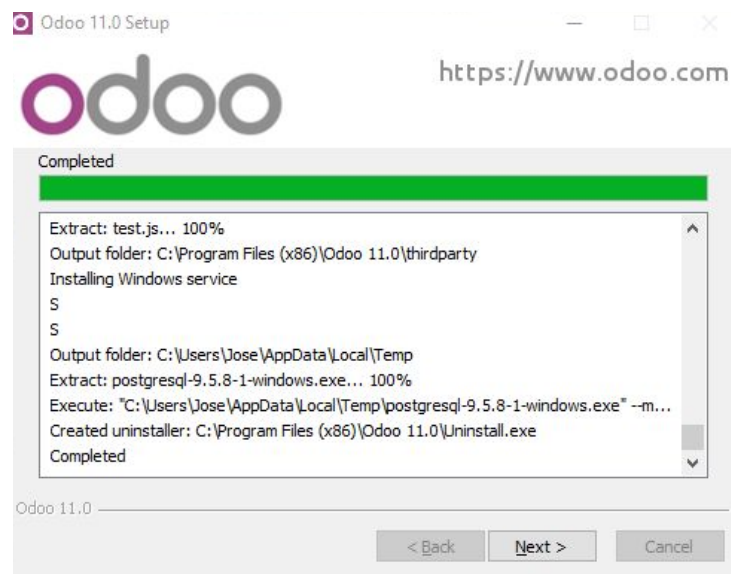 Odoo 11.0 Setup
odoo
https://www.odoo.com
Completed
Extract: test.js... 100%
Output folder: C:\Program Files (x86)\Odoo 11.0\thirdparty
Installing Windows service
S
S
Output folder: C:\Users\Jose\AppData\Local\Temp
Extract: postgresql-9.5.8-1-windows.exe... 100%
Execute: "C:\Users\Jose\AppData\Local\Temp\postgresql-9.5.8-1-windows.exe" --m...
Created uninstaller: C:\Program Files (x86)\Odoo 11.0\Uninstall.exe
Completed
Odoo 11.0
< Back Next > Cancel